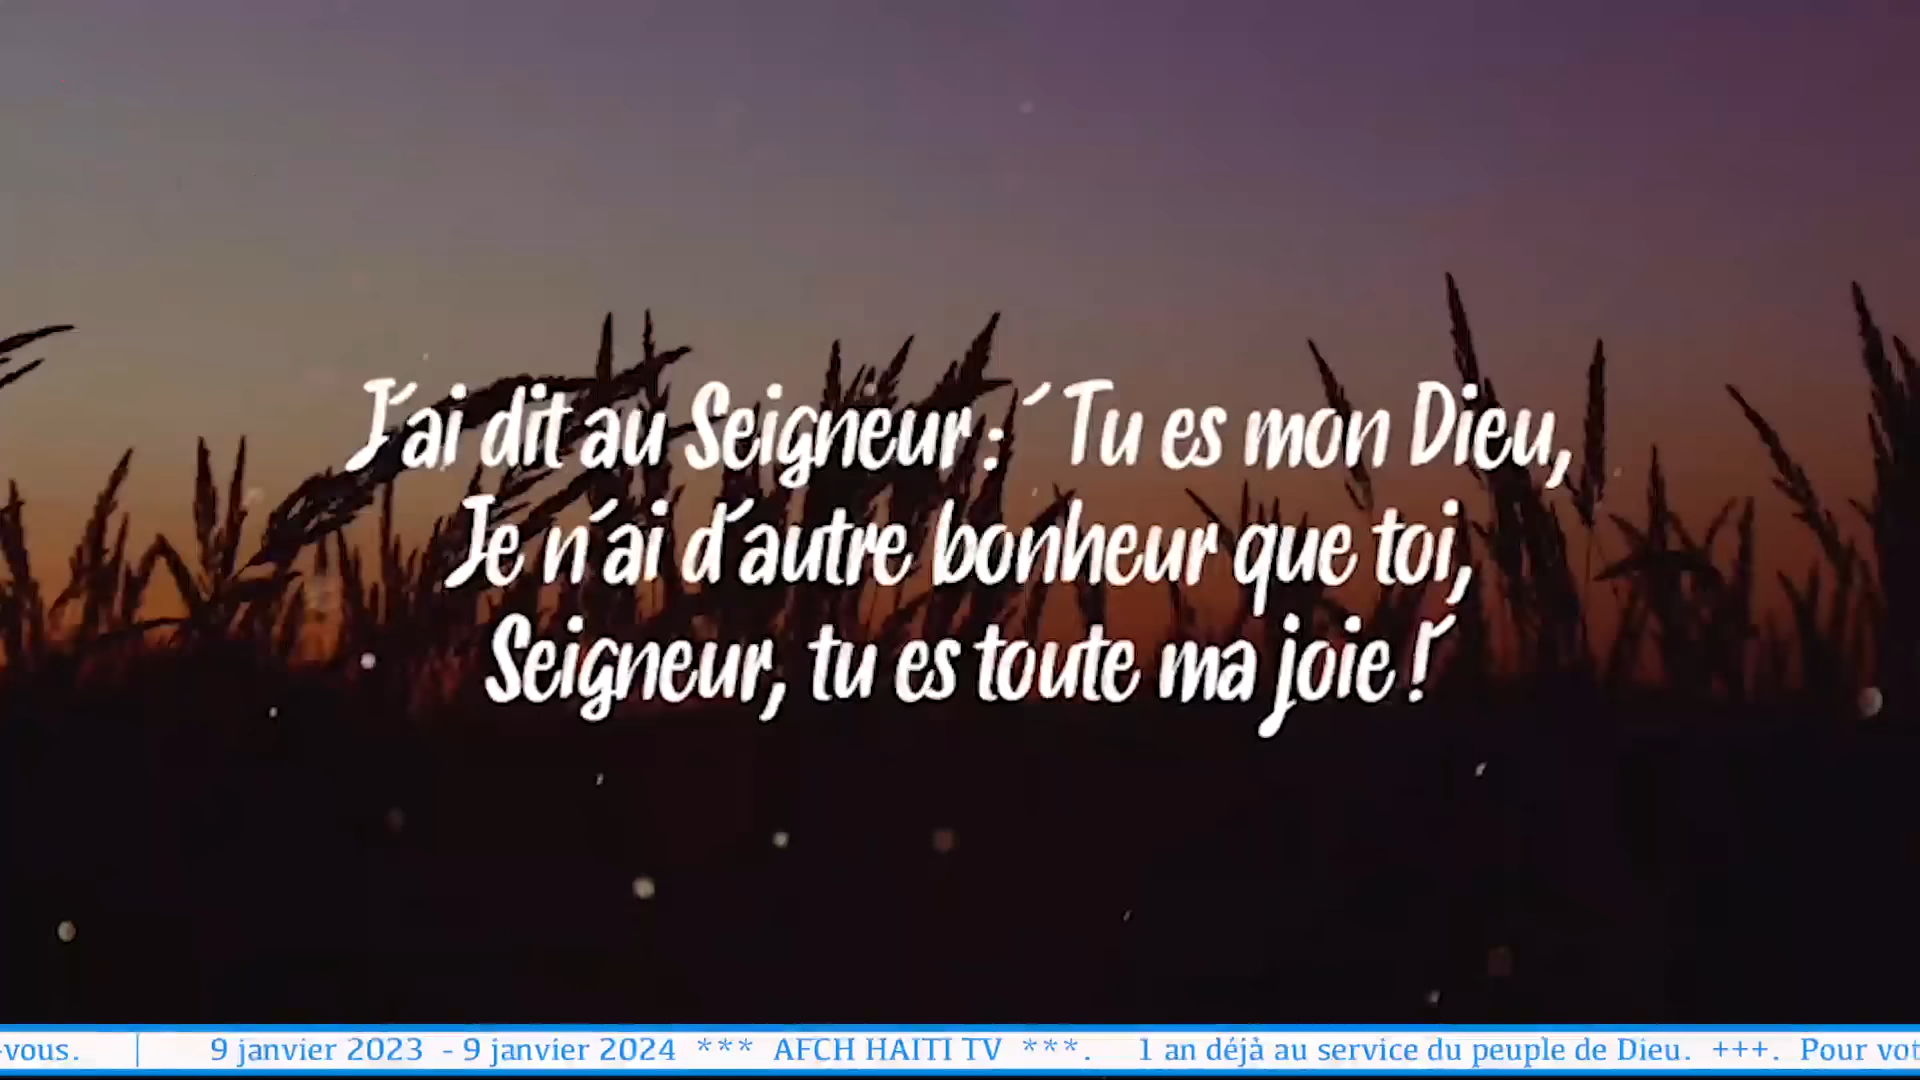 J´ai dit au Seigneur : ´ Tu es mon Dieu,
Je n´ai d´autre bonheur que toi,
Seigneur, tu es toute ma joie !´
-vous. | 9 janvier 2023 - 9 janvier 2024 *** AFCH HAITI TV ***. 1 an déjà au service du peuple de Dieu. +++. Pour vot